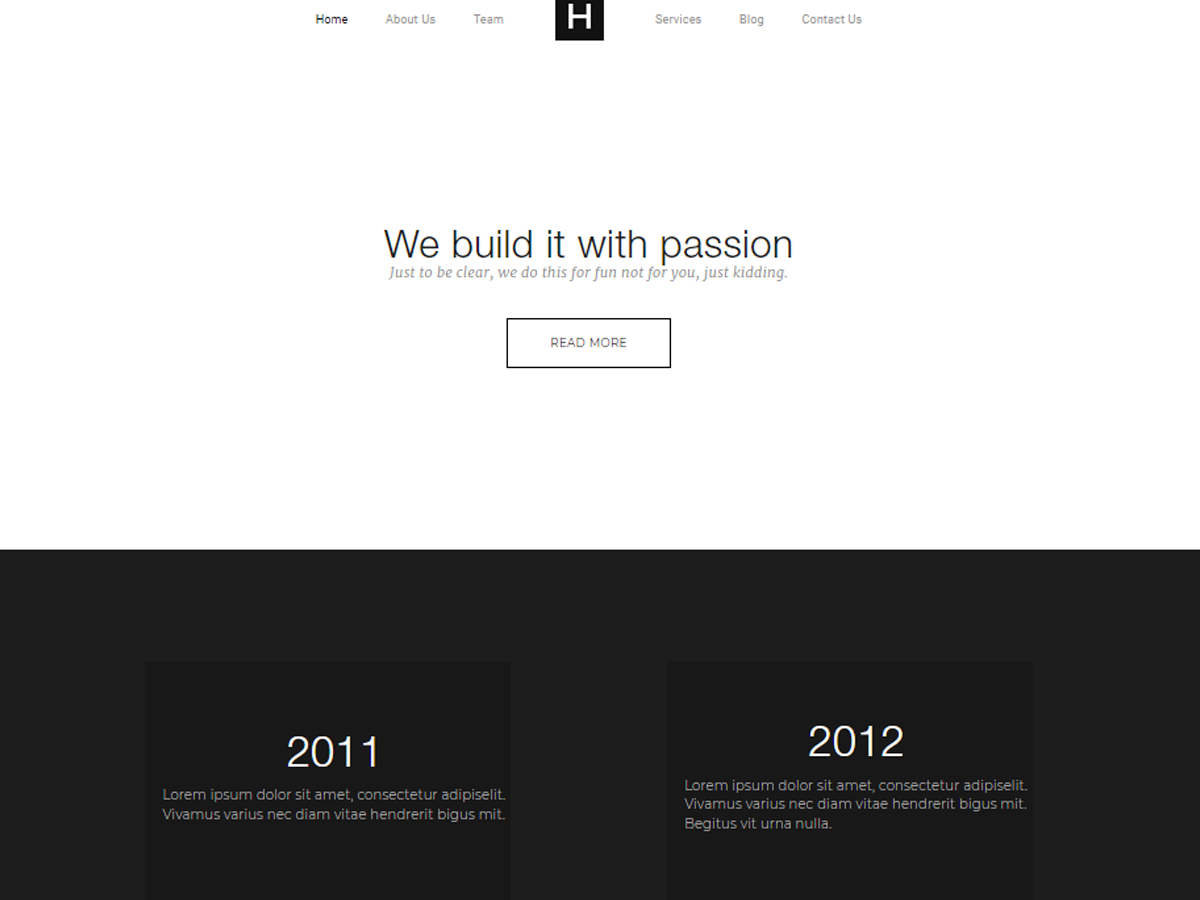 Home About Us Team H Services Blog Contact Us
We build it with passion
Just to be clear, we do this for fun not for you, just kidding.
READ MORE
2011
Lorem ipsum dolor sit amet, consectetur adipiselit.
Vivamus varius nec diam vitae hendrerit bigus mit.
2012
Lorem ipsum dolor sit amet, consectetur adipiselit.
Vivamus varius nec diam vitae hendrerit bigus mit.
Begitus vit urna nulla.